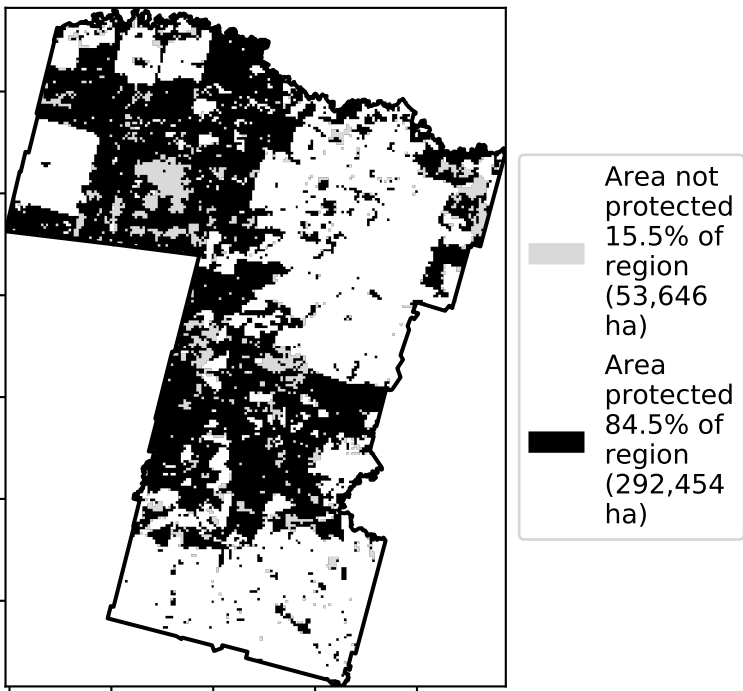 Area not
protected
15.5% of
region
(53,646
ha)
Area
protected
84.5% of
region
(292,454
ha)